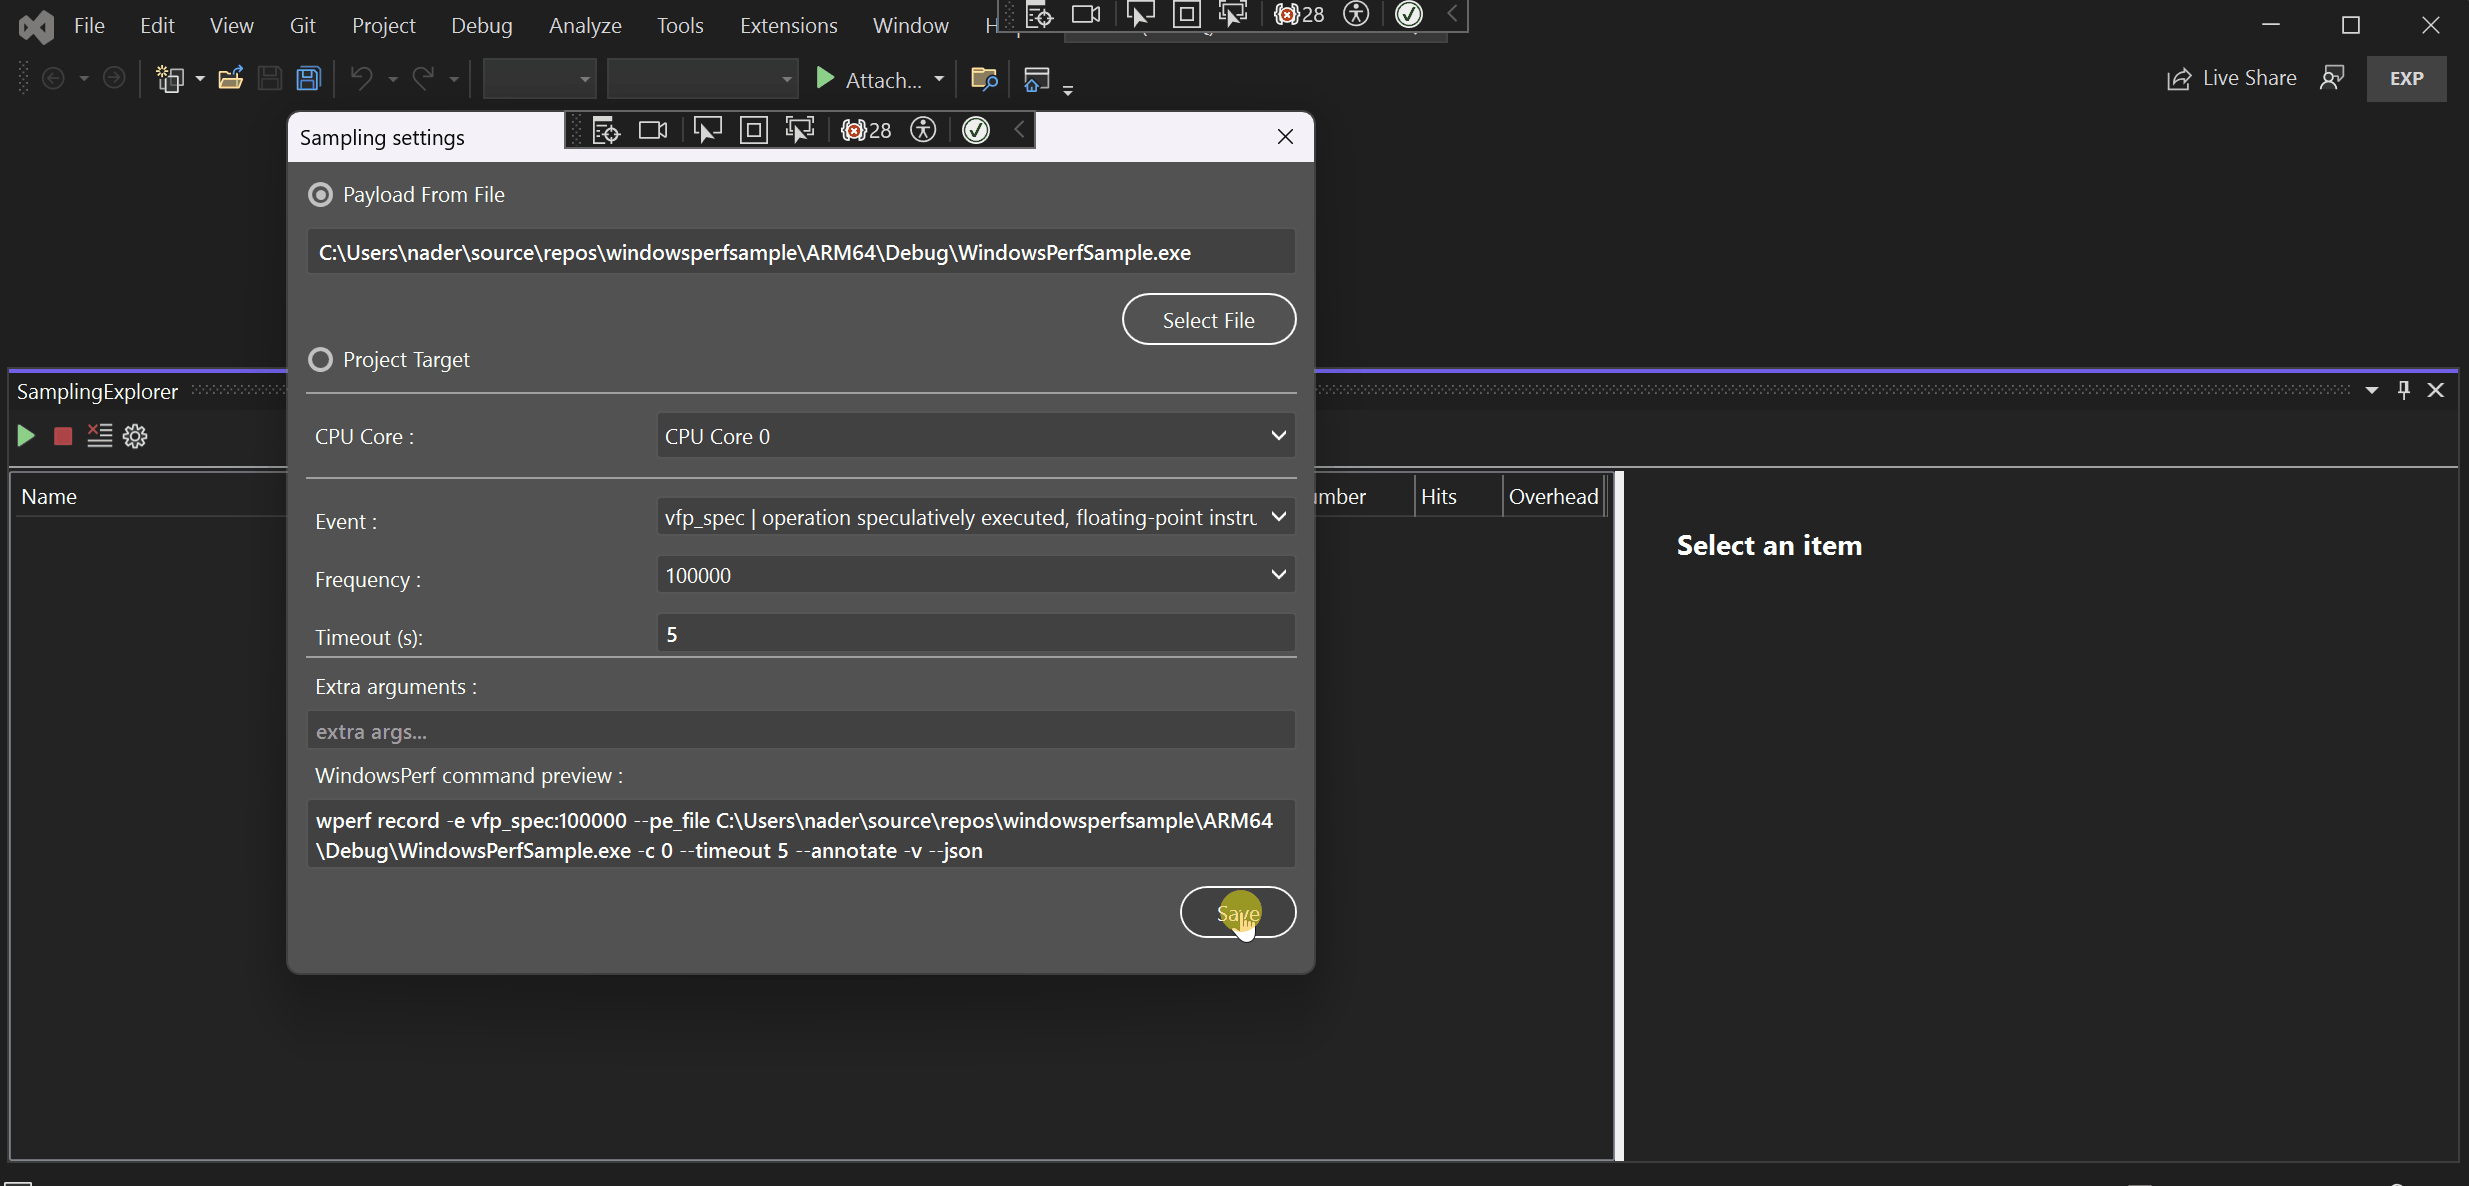 File Edit View Git Project Debug Analyze Tools Extensions Window
28
Attach...
Live Share
EXP
Sampling settings
28
Payload From File
C:\Users\nader\source\repos\windowsperfsample\ARM64\Debug\WindowsPerfSample.exe
Select File
Project Target
SamplingExplorer
CPU Core :
CPU Core 0
Name
Hits
Overhead
Event :
vfp_spec | operation speculatively executed, floating-point instru
Select an item
Frequency :
100000
Timeout (s):
5
Extra arguments :
extra args...
WindowsPerf command preview :
wperf record -e vfp_spec:100000 --pe_file C:\Users\nader\source\repos\windowsperfsample\ARM64
\Debug\WindowsPerfSample.exe -c 0 --timeout 5 --annotate -v --json
Save